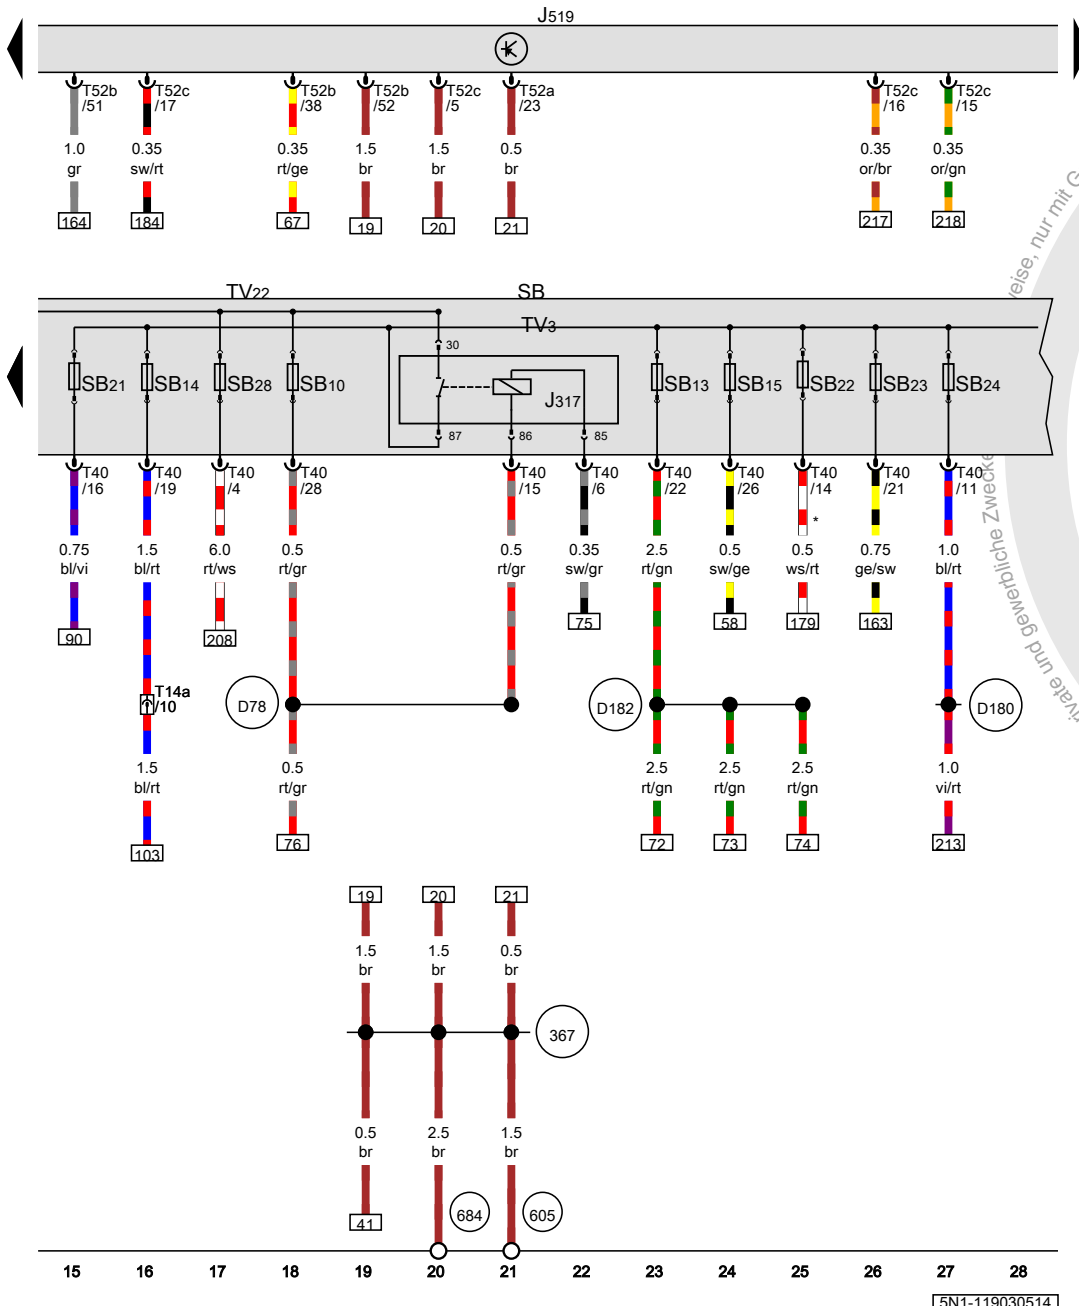 J519
T52b /51
T52c /17
T52b /38
T52b /52
T52c /5
T52a /23
T52c /16
T52c /15
1.0 gr
0.35 sw/rt
0.35 rt/ge
1.5 br
1.5 br
0.5 br
0.35 or/br
0.35 or/gn
164
184
67
19
20
21
217
218
TV22
SB
TV3
30
SB21
SB14
SB28
SB10
J317
SB13
SB15
SB22
SB23
SB24
87
86
85
T40 /16
T40 /19
T40 /4
T40 /28
T40 /15
T40 /6
T40 /22
T40 /26
T40 /14
T40 /21
T40 /11
*
0.75 bl/vi
1.5 bl/rt
6.0 rt/ws
0.5 rt/gr
0.5 rt/gr
0.35 sw/gr
2.5 rt/gn
0.5 sw/ge
0.5 ws/rt
0.75 ge/sw
1.0 bl/rt
90
208
75
58
179
163
T14a /10
D78
D182
D180
1.5 bl/rt
0.5 rt/gr
2.5 rt/gn
2.5 rt/gn
2.5 rt/gn
1.0 vi/rt
103
76
72
73
74
213
19
20
21
1.5 br
1.5 br
0.5 br
367
0.5 br
2.5 br
1.5 br
41
684
605
15 16 17 18 19 20 21 22 23 24 25 26 27 28
5N1-119030514
nur mit
und gewerbliche Zwecke